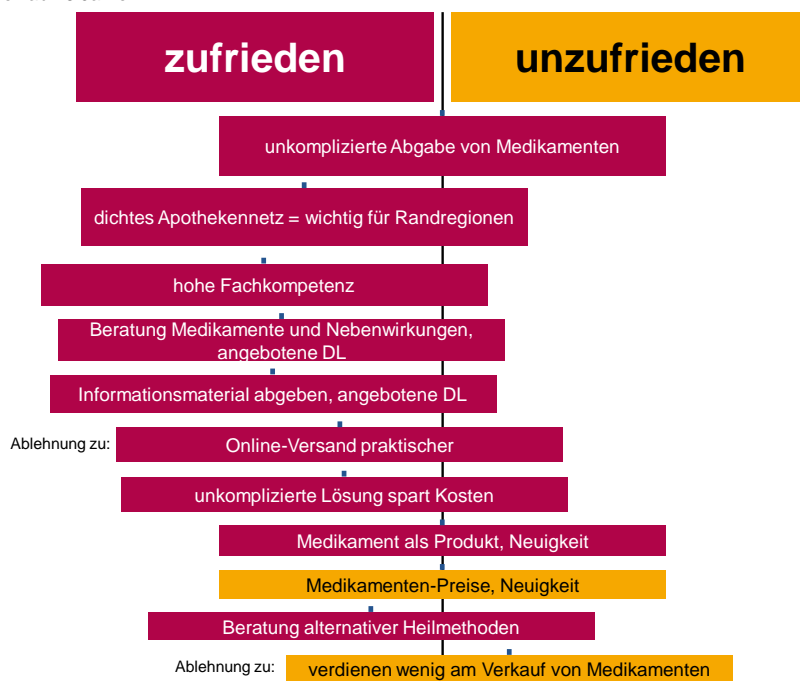 zufrieden
unzufrieden
unkomplizierte Abgabe von Medikamenten
dichtes Apothekennetz = wichtig für Randregionen
hohe Fachkompetenz
Beratung Medikamente und Nebenwirkungen,
angebotene DL
Informationsmaterial abgeben, angebotene DL
Ablehnung zu:
Online-Versand praktischer
unkomplizierte Lösung spart Kosten
Medikament als Produkt, Neuigkeit
Medikamenten-Preise, Neuigkeit
Beratung alternativer Heilmethoden
Ablehnung zu:
verdienen wenig am Verkauf von Medikamenten